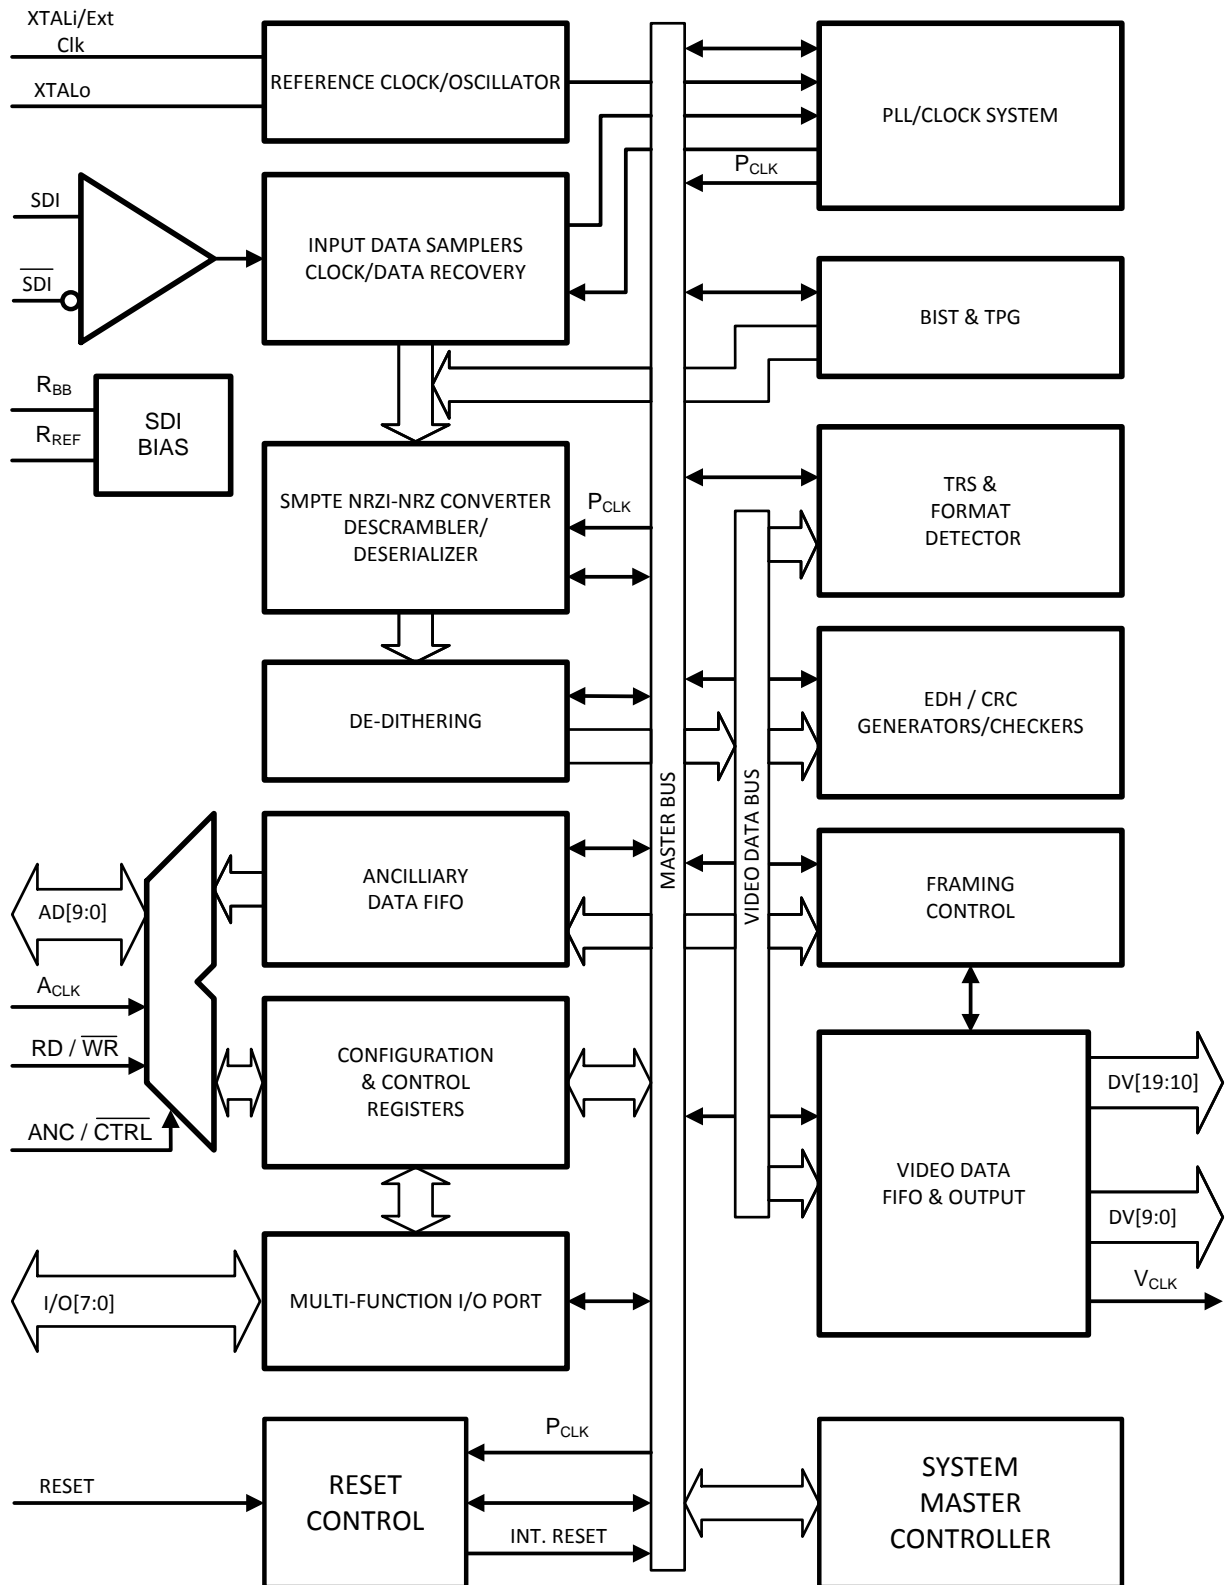 XTALi/Ext
Clk
XTALo
REFERENCE CLOCK/OSCILLATOR
PLL/CLOCK SYSTEM
PCLK
SDI
SDI
INPUT DATA SAMPLERS
CLOCK/DATA RECOVERY
BIST & TPG
RBB
RREF
SDI
BIAS
SMPTE NRZI-NRZ CONVERTER
DESCRAMBLER/
DESERIALIZER
PCLK
TRS &
FORMAT
DETECTOR
DE-DITHERING
EDH / CRC
GENERATORS/CHECKERS
MASTER BUS
VIDEO DATA BUS
AD[9:0]
ACLK
RD / WR
ANC / CTRL
ANCILLIARY
DATA FIFO
FRAMING
CONTROL
CONFIGURATION
& CONTROL
REGISTERS
VIDEO DATA
FIFO & OUTPUT
DV[19:10]
DV[9:0]
VCLK
I/O[7:0]
MULTI-FUNCTION I/O PORT
RESET
RESET
CONTROL
PCLK
INT. RESET
SYSTEM
MASTER
CONTROLLER